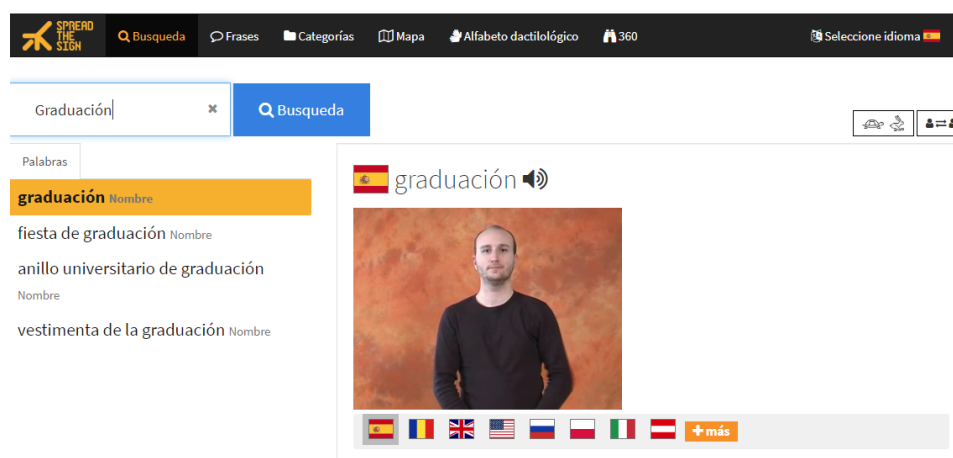 SPREAD
THE
SIGN
Busqueda Frases Categorías Mapa Alfabeto dactilológico 360 Seleccione idioma
Graduación Busqueda
Palabras
graduación Nombre
fiesta de graduación Nombre
anillo universitario de graduación
Nombre
vestimenta de la graduación Nombre
graduación
+más